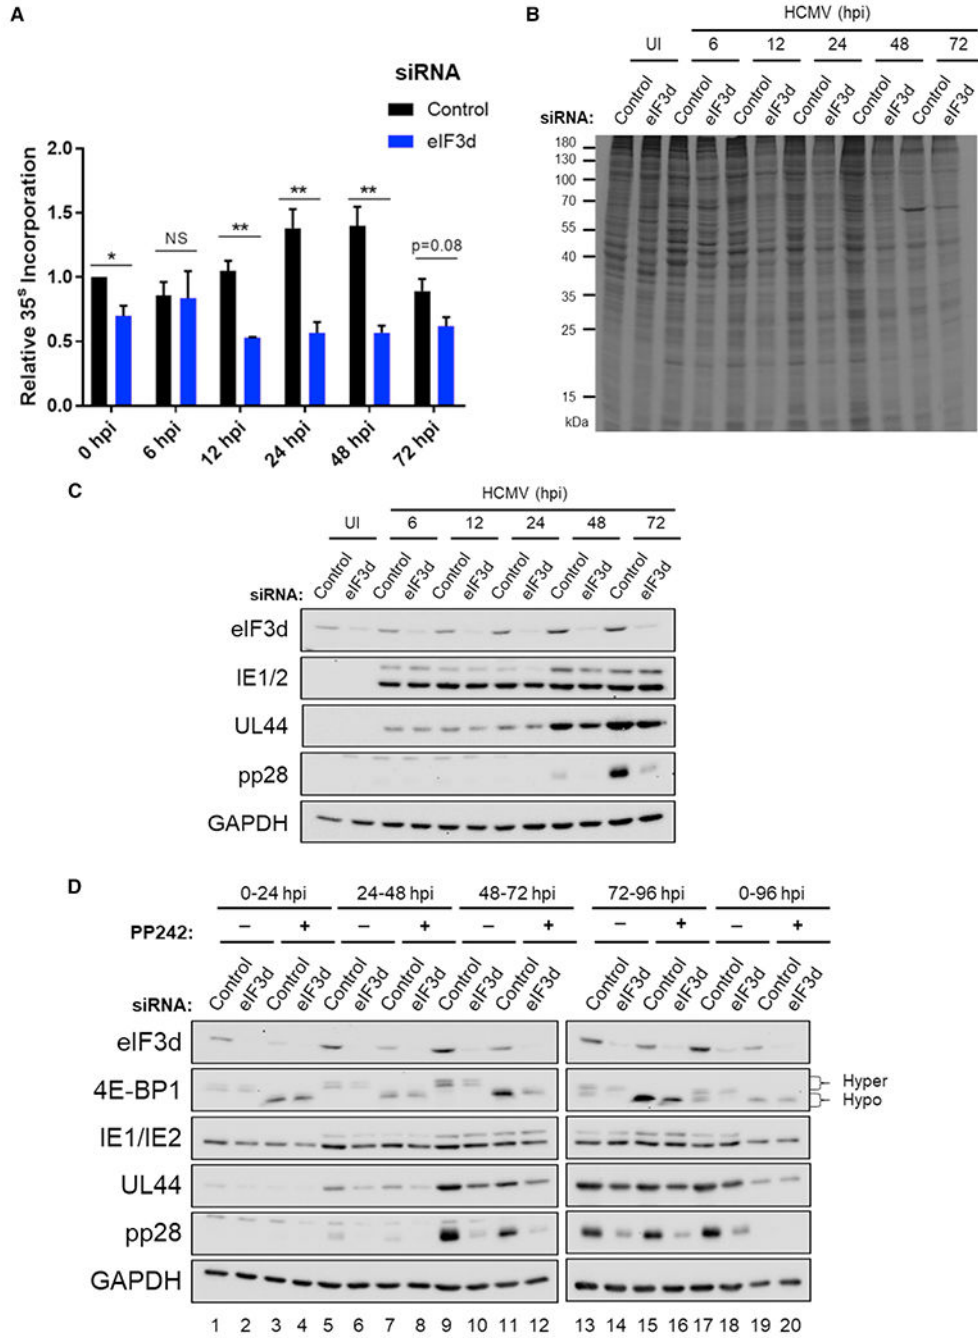 A
siRNA
Control
eIF3d
Relative 35S Incorporation
2.0
1.5
1.0
0.5
0.0
*
NS
**
**
**
p=0.08
0 hpi
6 hpi
12 hpi
24 hpi
48 hpi
72 hpi
B
HCMV (hpi)
UI 6 12 24 48 72
siRNA: Control eIF3d Control eIF3d Control eIF3d Control eIF3d Control eIF3d Control eIF3d
180
130
100
70
55
40
35
25
15
kDa
C
HCMV (hpi)
UI 6 12 24 48 72
siRNA: Control eIF3d Control eIF3d Control eIF3d Control eIF3d Control eIF3d Control eIF3d
eIF3d
IE1/2
UL44
pp28
GAPDH
D
0-24 hpi 24-48 hpi 48-72 hpi 72-96 hpi 0-96 hpi
PP242: – + – + – + – + – +
siRNA: Control eIF3d Control eIF3d Control eIF3d Control eIF3d Control eIF3d Control eIF3d Control eIF3d Control eIF3d Control eIF3d Control eIF3d
eIF3d
4E-BP1
Hyper
Hypo
IE1/IE2
UL44
pp28
GAPDH
1 2 3 4 5 6 7 8 9 10 11 12 13 14 15 16 17 18 19 20